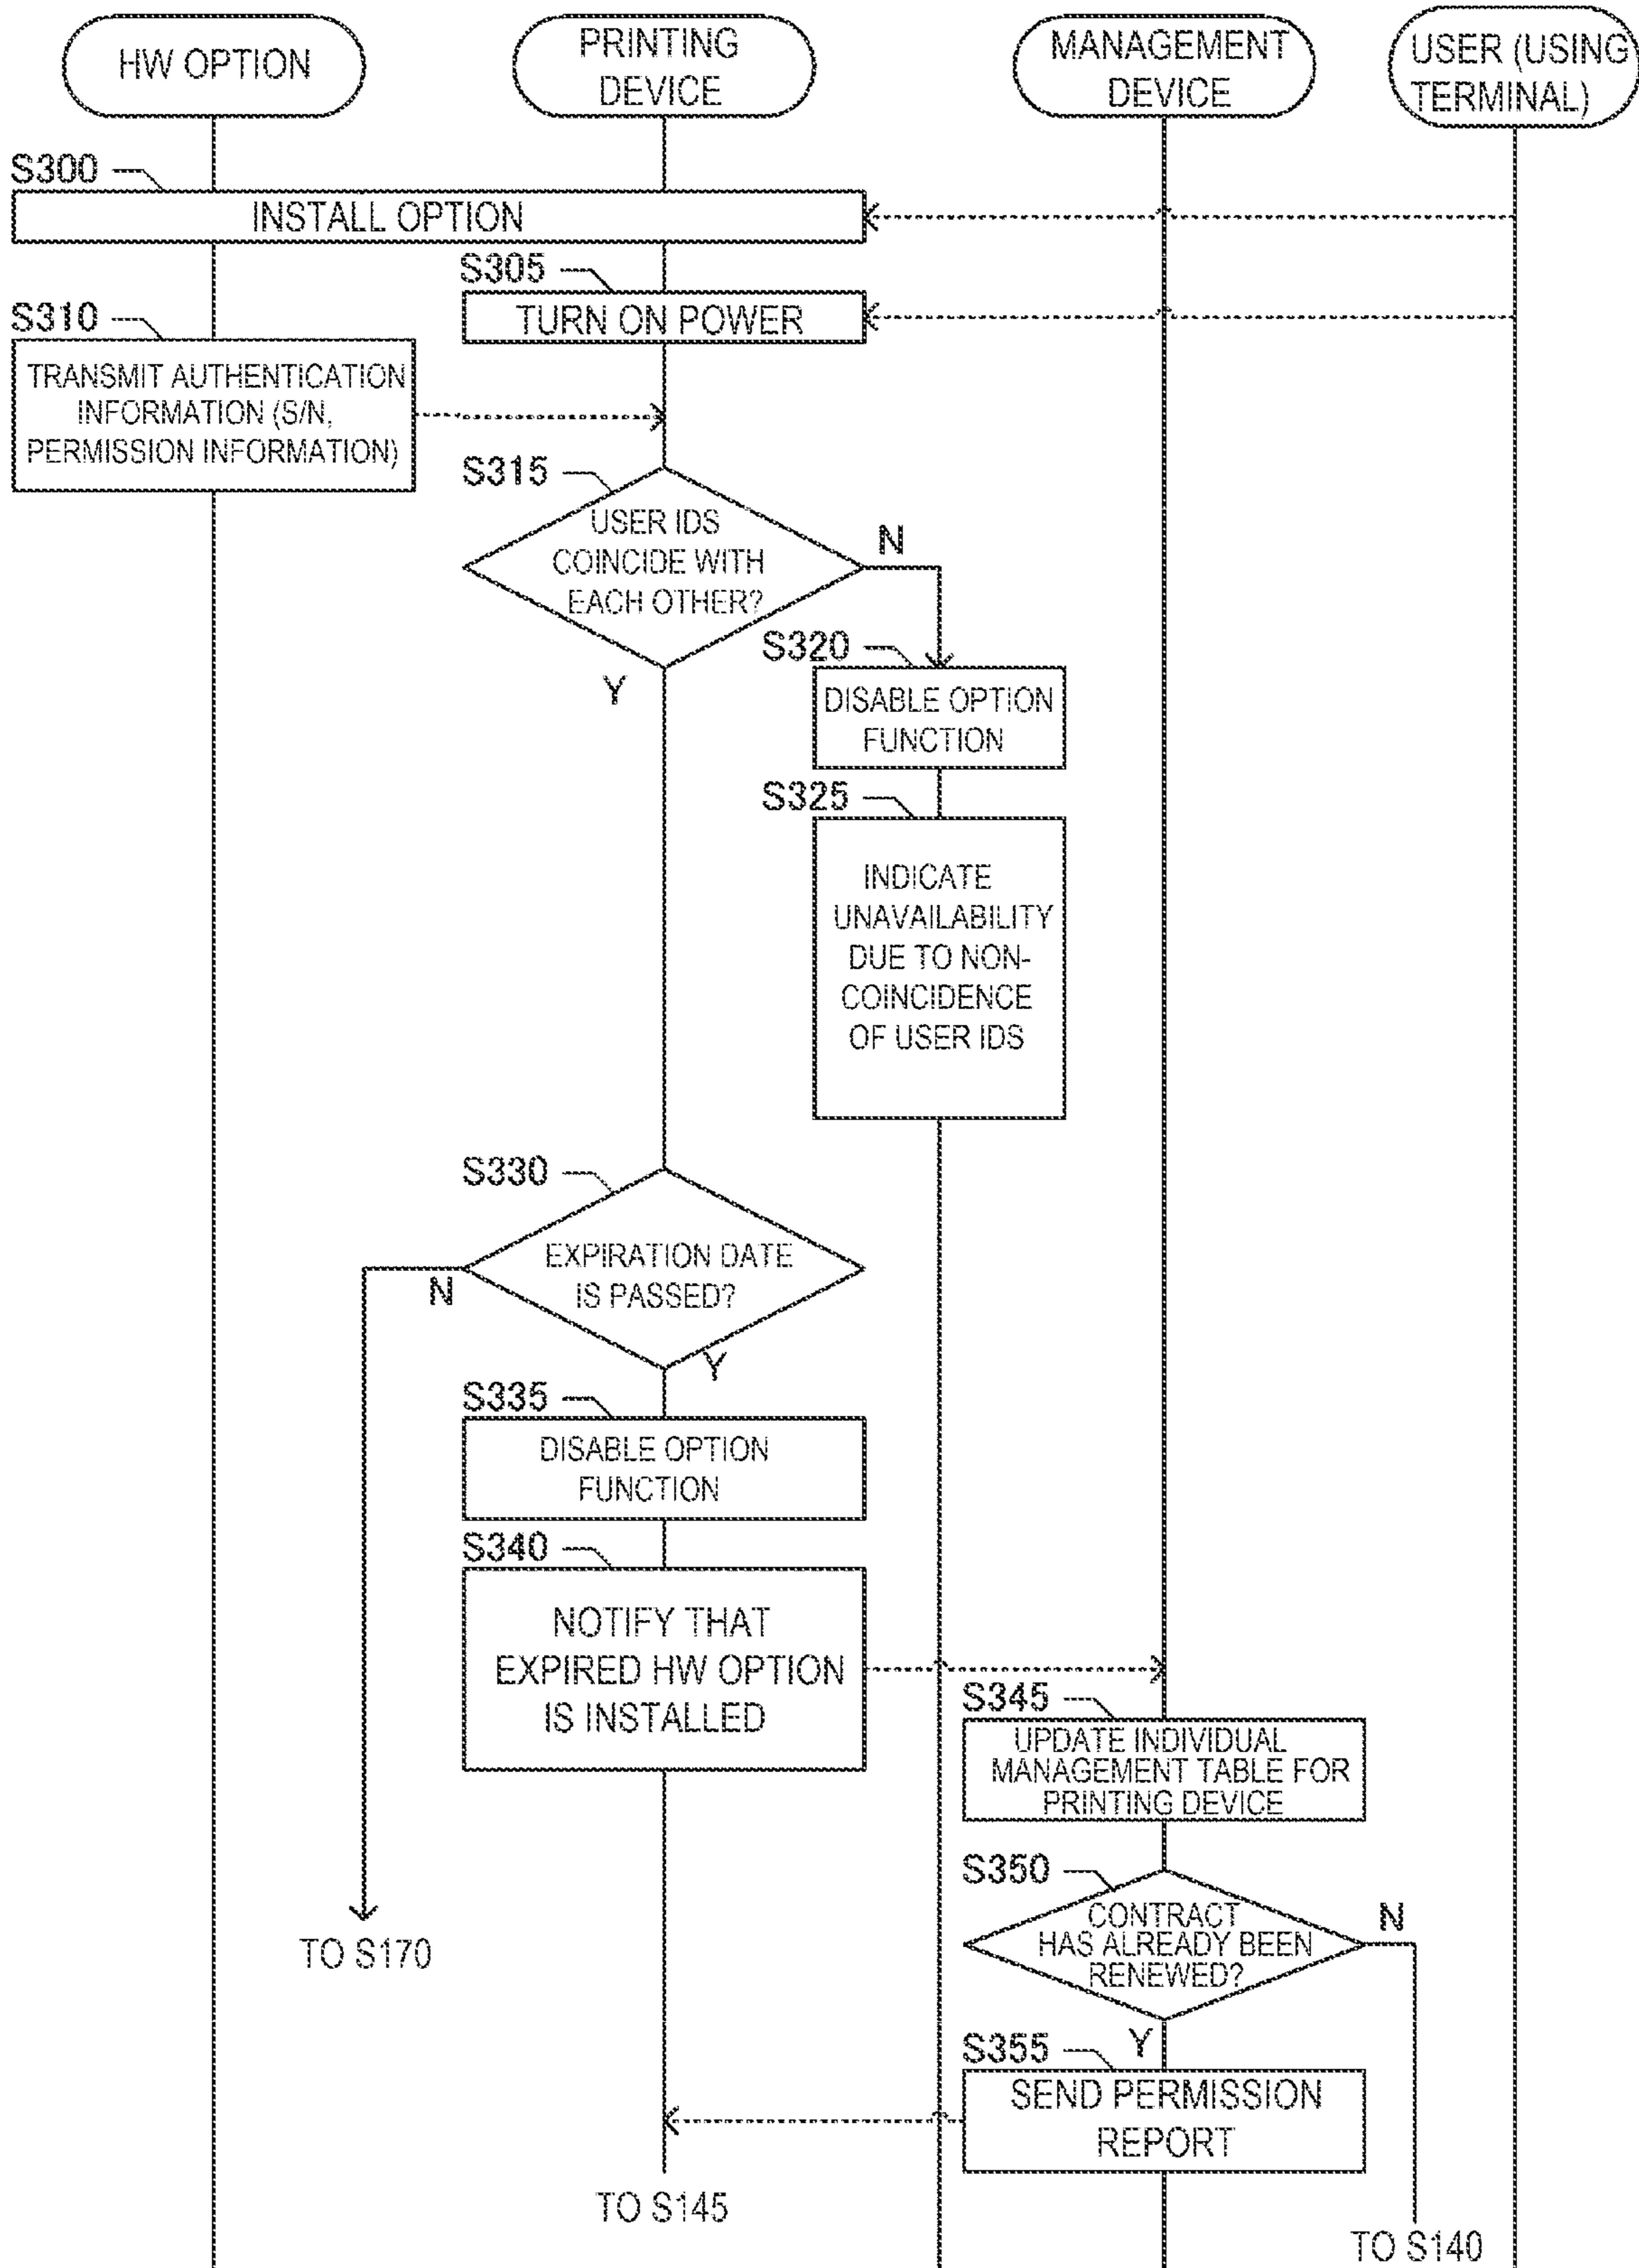 HW OPTION
PRINTING
DEVICE
MANAGEMENT
DEVICE
USER (USING
TERMINAL)
S300
INSTALL OPTION
S305
TURN ON POWER
S310
TRANSMIT AUTHENTICATION
INFORMATION (S/N,
PERMISSION INFORMATION)
S315
USER IDS
COINCIDE WITH
EACH OTHER?
N
Y
S320
DISABLE OPTION
FUNCTION
S325
INDICATE
UNAVAILABILITY
DUE TO NON-
COINCIDENCE
OF USER IDS
S330
EXPIRATION DATE
IS PASSED?
N
Y
S335
DISABLE OPTION
FUNCTION
S340
NOTIFY THAT
EXPIRED HW OPTION
IS INSTALLED
S345
UPDATE INDIVIDUAL
MANAGEMENT TABLE FOR
PRINTING DEVICE
S350
CONTRACT
HAS ALREADY BEEN
RENEWED?
N
Y
TO S170
S355
SEND PERMISSION
REPORT
TO S145
TO S140